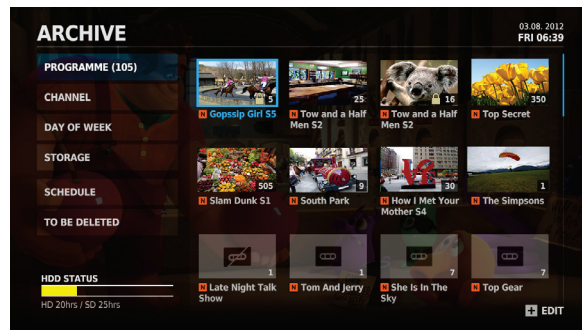 ARCHIVE
03.08. 2012
FRI 06:39
PROGRAMME (105)
CHANNEL
DAY OF WEEK
STORAGE
SCHEDULE
TO BE DELETED
HDD STATUS
HD 20hrs / SD 25hrs
5
25
16
350
N Gopssip Girl S5
N Tow and a Half
Men S2
N Tow and a Half
Men S2
N Top Secret
505
9
30
1
N Slam Dunk S1
N South Park
N How I Met Your
Mother S4
N The Simpsons
1
1
7
7
N Late Night Talk
Show
N Tom And Jerry
N She Is In The
Sky
N Top Gear
+ EDIT